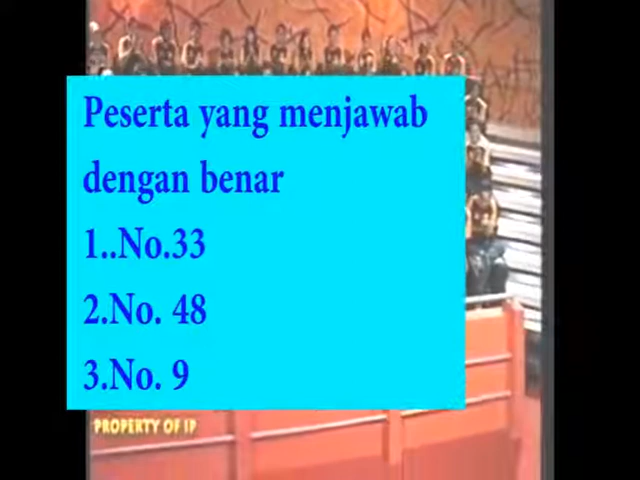 Peserta yang menjawab
dengan benar
1..No.33
2.No. 48
3.No. 9
PROPERTY OF IP